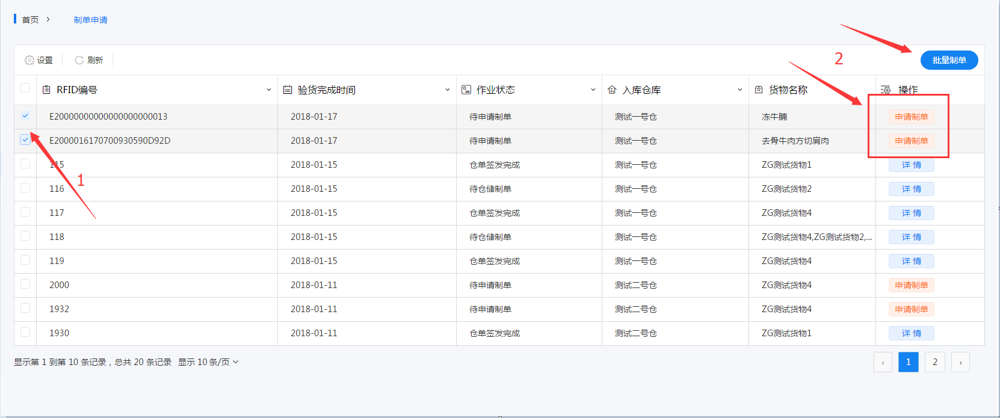 首页 > 制单申请
设置 刷新 2 批量制单
RFID编号 验货完成时间 作业状态 入库仓库 货物名称 操作
E20000000000000000000013 2018-01-17 待申请制单 测试一号仓 冻牛腩 申请制单
E2000016170700930590D92D 2018-01-17 待申请制单 测试一号仓 去骨牛肉方切肩肉 申请制单
115 2018-01-15 仓单签发完成 测试一号仓 ZG测试货物1 详 情
1
116 2018-01-15 待仓储制单 测试一号仓 ZG测试货物2 详 情
117 2018-01-15 仓单签发完成 测试一号仓 ZG测试货物4 详 情
118 2018-01-15 待仓储制单 测试一号仓 ZG测试货物4,ZG测试货物2,... 详 情
119 2018-01-15 仓单签发完成 测试一号仓 ZG测试货物4 详 情
2000 2018-01-11 待申请制单 测试二号仓 ZG测试货物4 申请制单
1932 2018-01-11 待申请制单 测试二号仓 ZG测试货物4 申请制单
1930 2018-01-11 仓单签发完成 测试二号仓 ZG测试货物1 详 情
显示第 1 到第 10 条记录，总共 20 条记录 显示 10 条/页 ‹ 1 2 ›